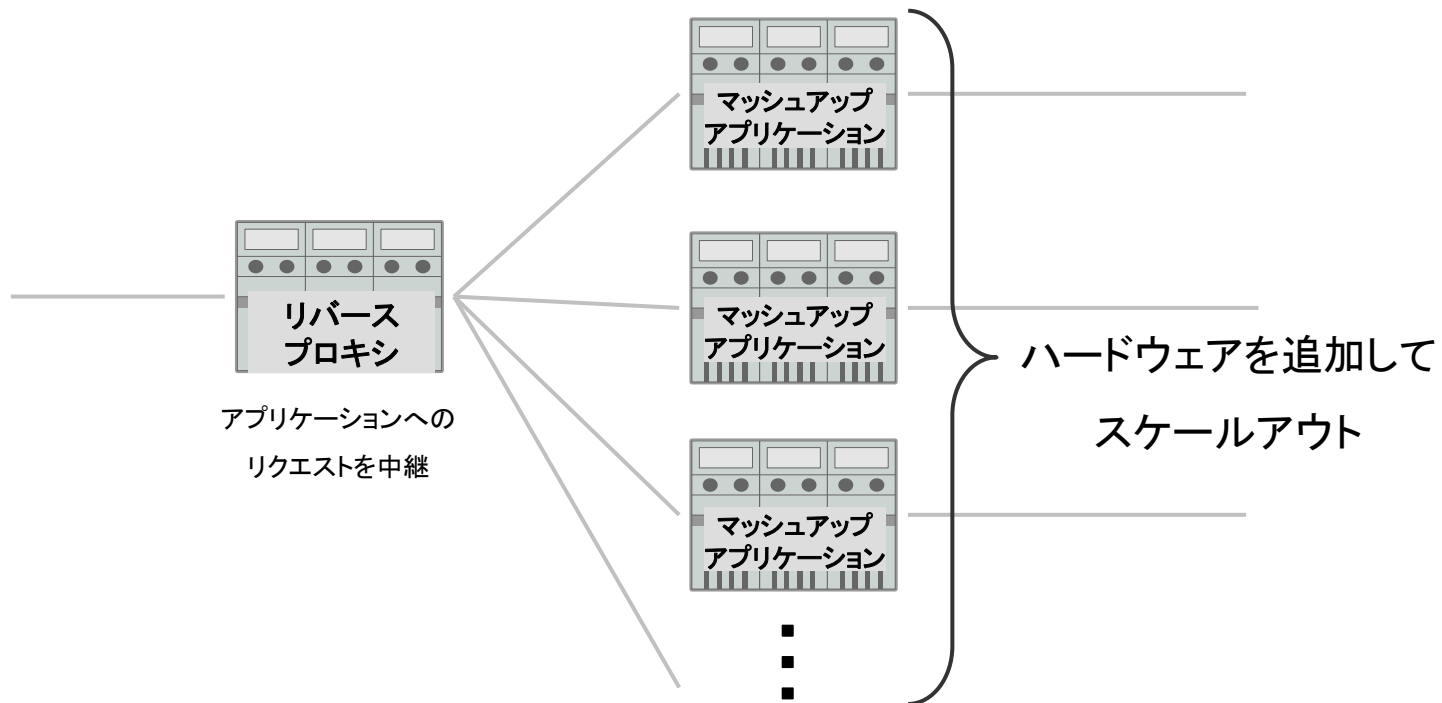 マッシュアップ
アプリケーション
リバース
プロキシ
アプリケーションへの
リクエストを中継
マッシュアップ
アプリケーション
マッシュアップ
アプリケーション
ハードウェアを追加して
スケールアウト